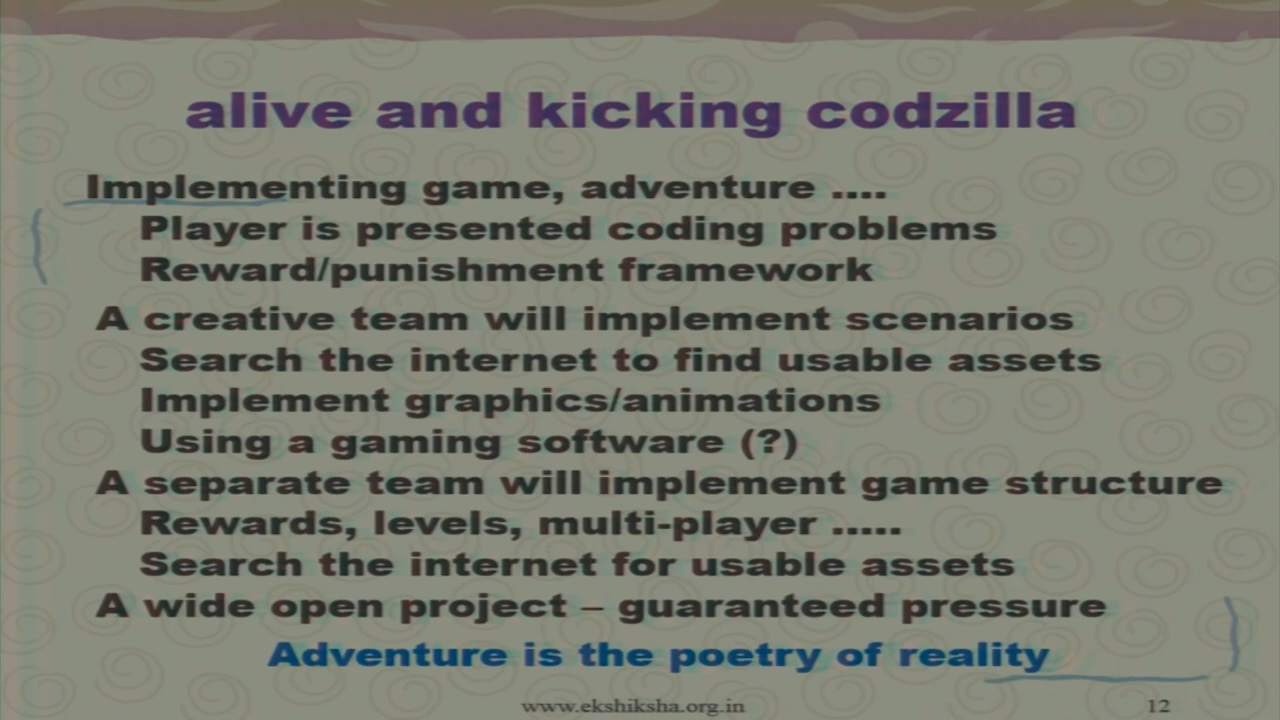 alive and kicking codzilla
Implementing game, adventure ....
Player is presented coding problems
Reward/punishment framework
A creative team will implement scenarios
Search the internet to find usable assets
Implement graphics/animations
Using a gaming software (?)
A separate team will implement game structure
Rewards, levels, multi-player .....
Search the internet for usable assets
A wide open project – guaranteed pressure
Adventure is the poetry of reality
www.ekshiksha.org.in
12